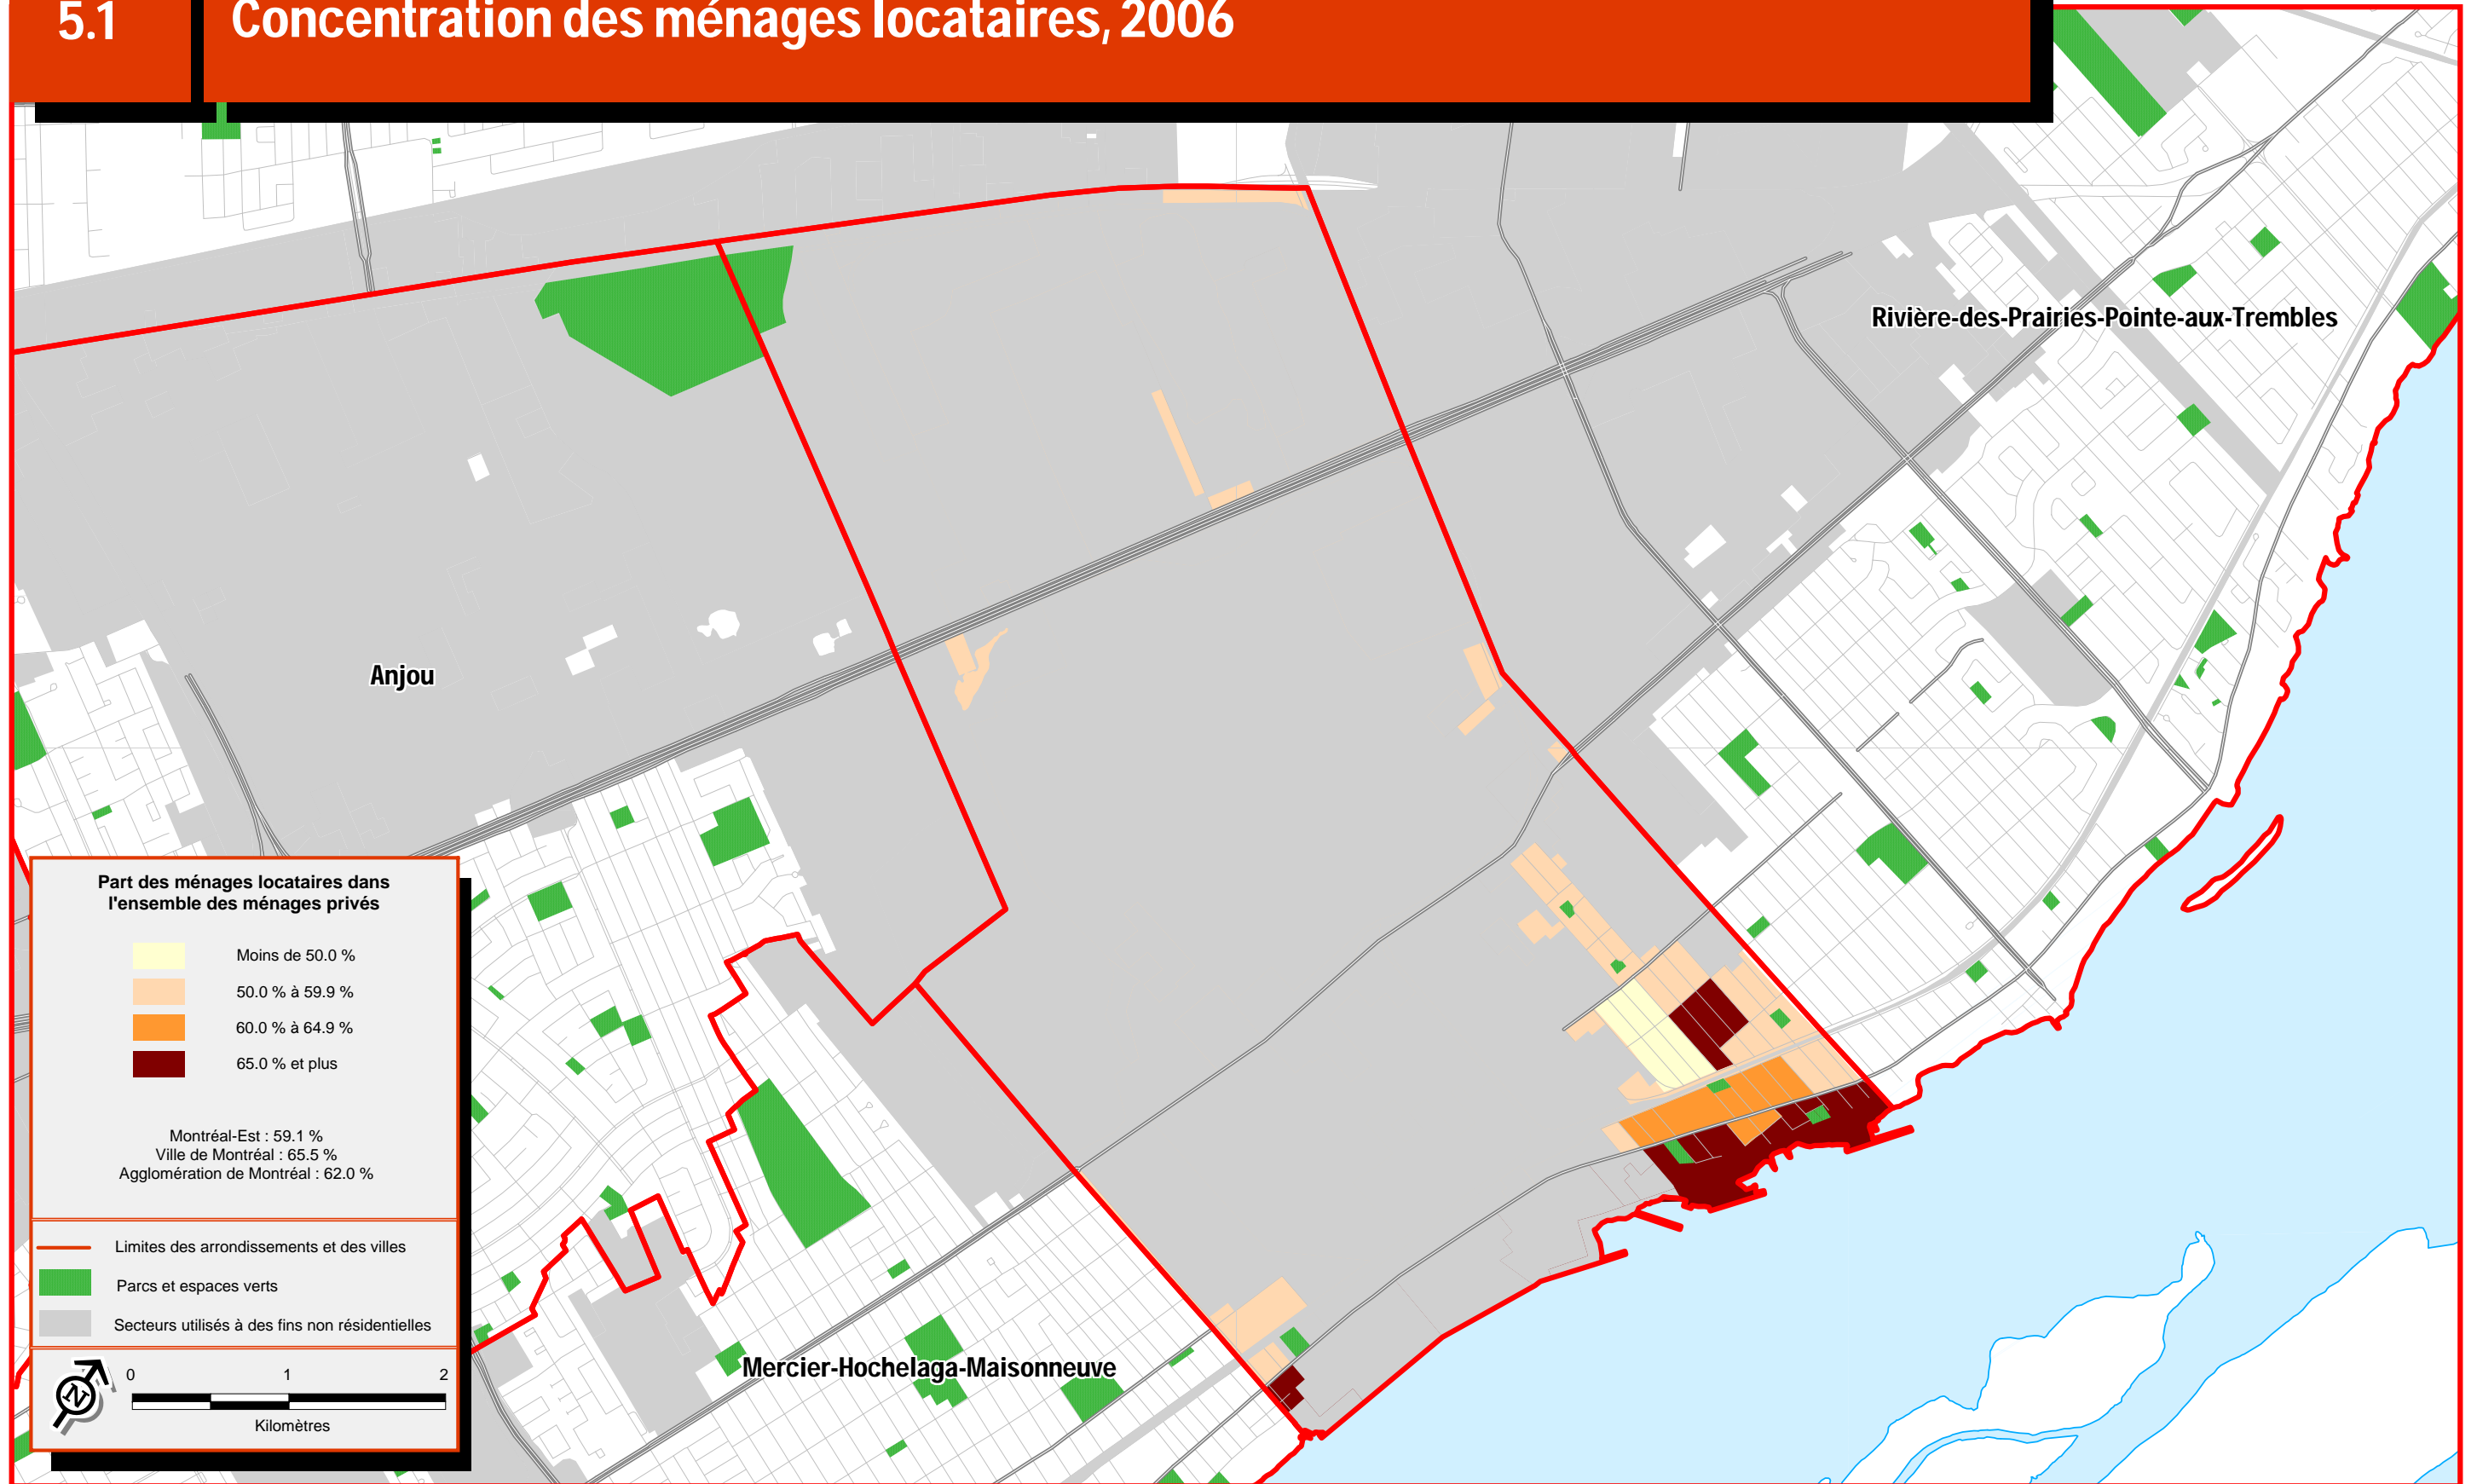 5.1
Concentration des ménages locataires, 2006
Rivière-des-Prairies-Pointe-aux-Trembles
Anjou
Mercier-Hochelaga-Maisonneuve
Part des ménages locataires dans
l'ensemble des ménages privés
Moins de 50.0 %
50.0 % à 59.9 %
60.0 % à 64.9 %
65.0 % et plus
Montréal-Est : 59.1 %
Ville de Montréal : 65.5 %
Agglomération de Montréal : 62.0 %
Limites des arrondissements et des villes
Parcs et espaces verts
Secteurs utilisés à des fins non résidentielles
N
0 1 2
Kilomètres